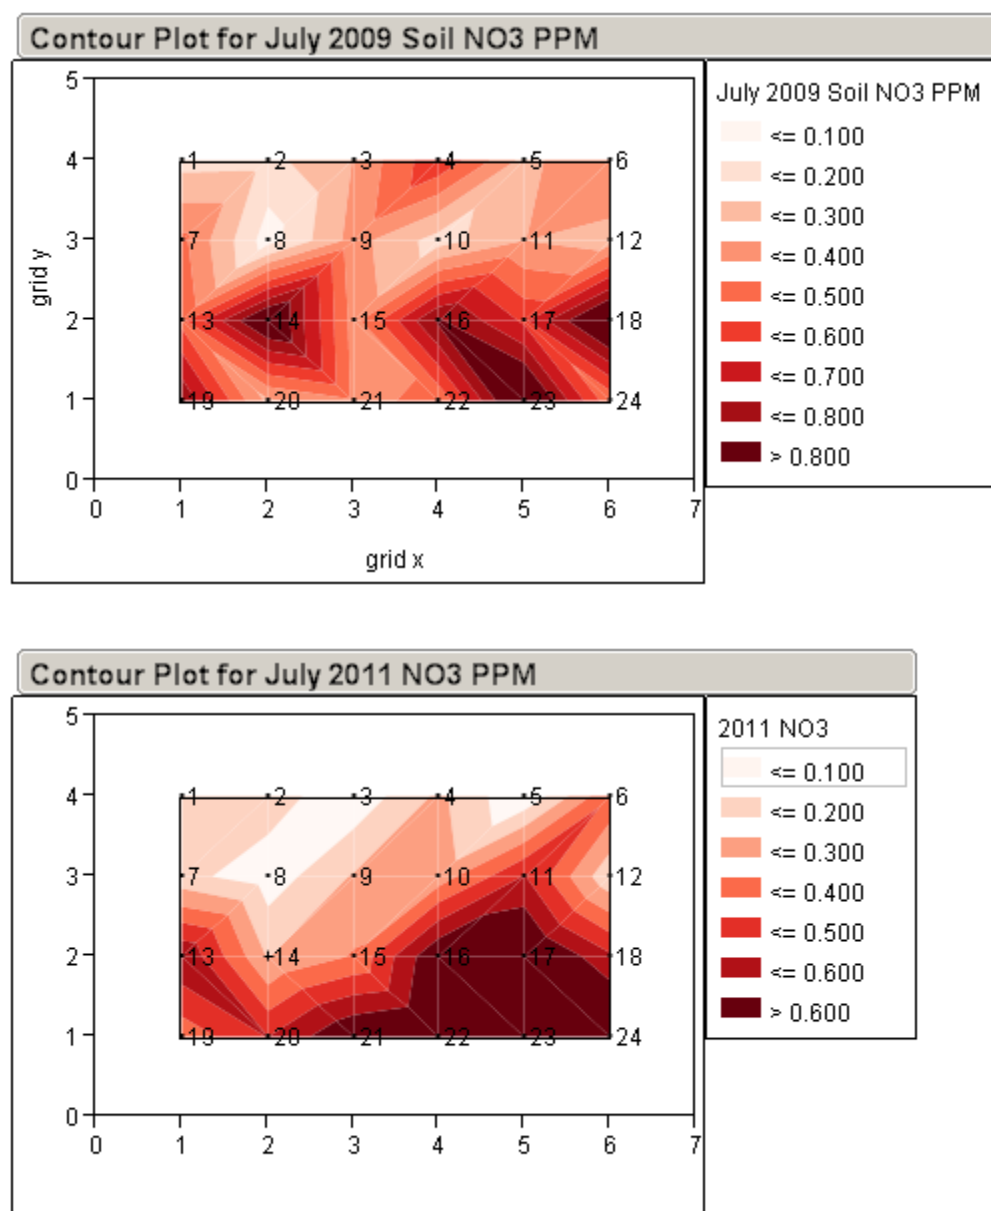 Contour Plot for July 2009 Soil NO3 PPM
5
4
3
2
1
0
grid y
1 2 3 4 5 6
7 8 9 10 11 12
13 14 15 16 17 18
19 20 21 22 23 24
0 1 2 3 4 5 6 7
grid x
July 2009 Soil NO3 PPM
<= 0.100
<= 0.200
<= 0.300
<= 0.400
<= 0.500
<= 0.600
<= 0.700
<= 0.800
> 0.800
Contour Plot for July 2011 NO3 PPM
5
4
3
2
1
0
1 2 3 4 5 6
7 8 9 10 11 12
13 +14 15 16 17 18
19 20 21 22 23 24
0 1 2 3 4 5 6 7
2011 NO3
<= 0.100
<= 0.200
<= 0.300
<= 0.400
<= 0.500
<= 0.600
> 0.600